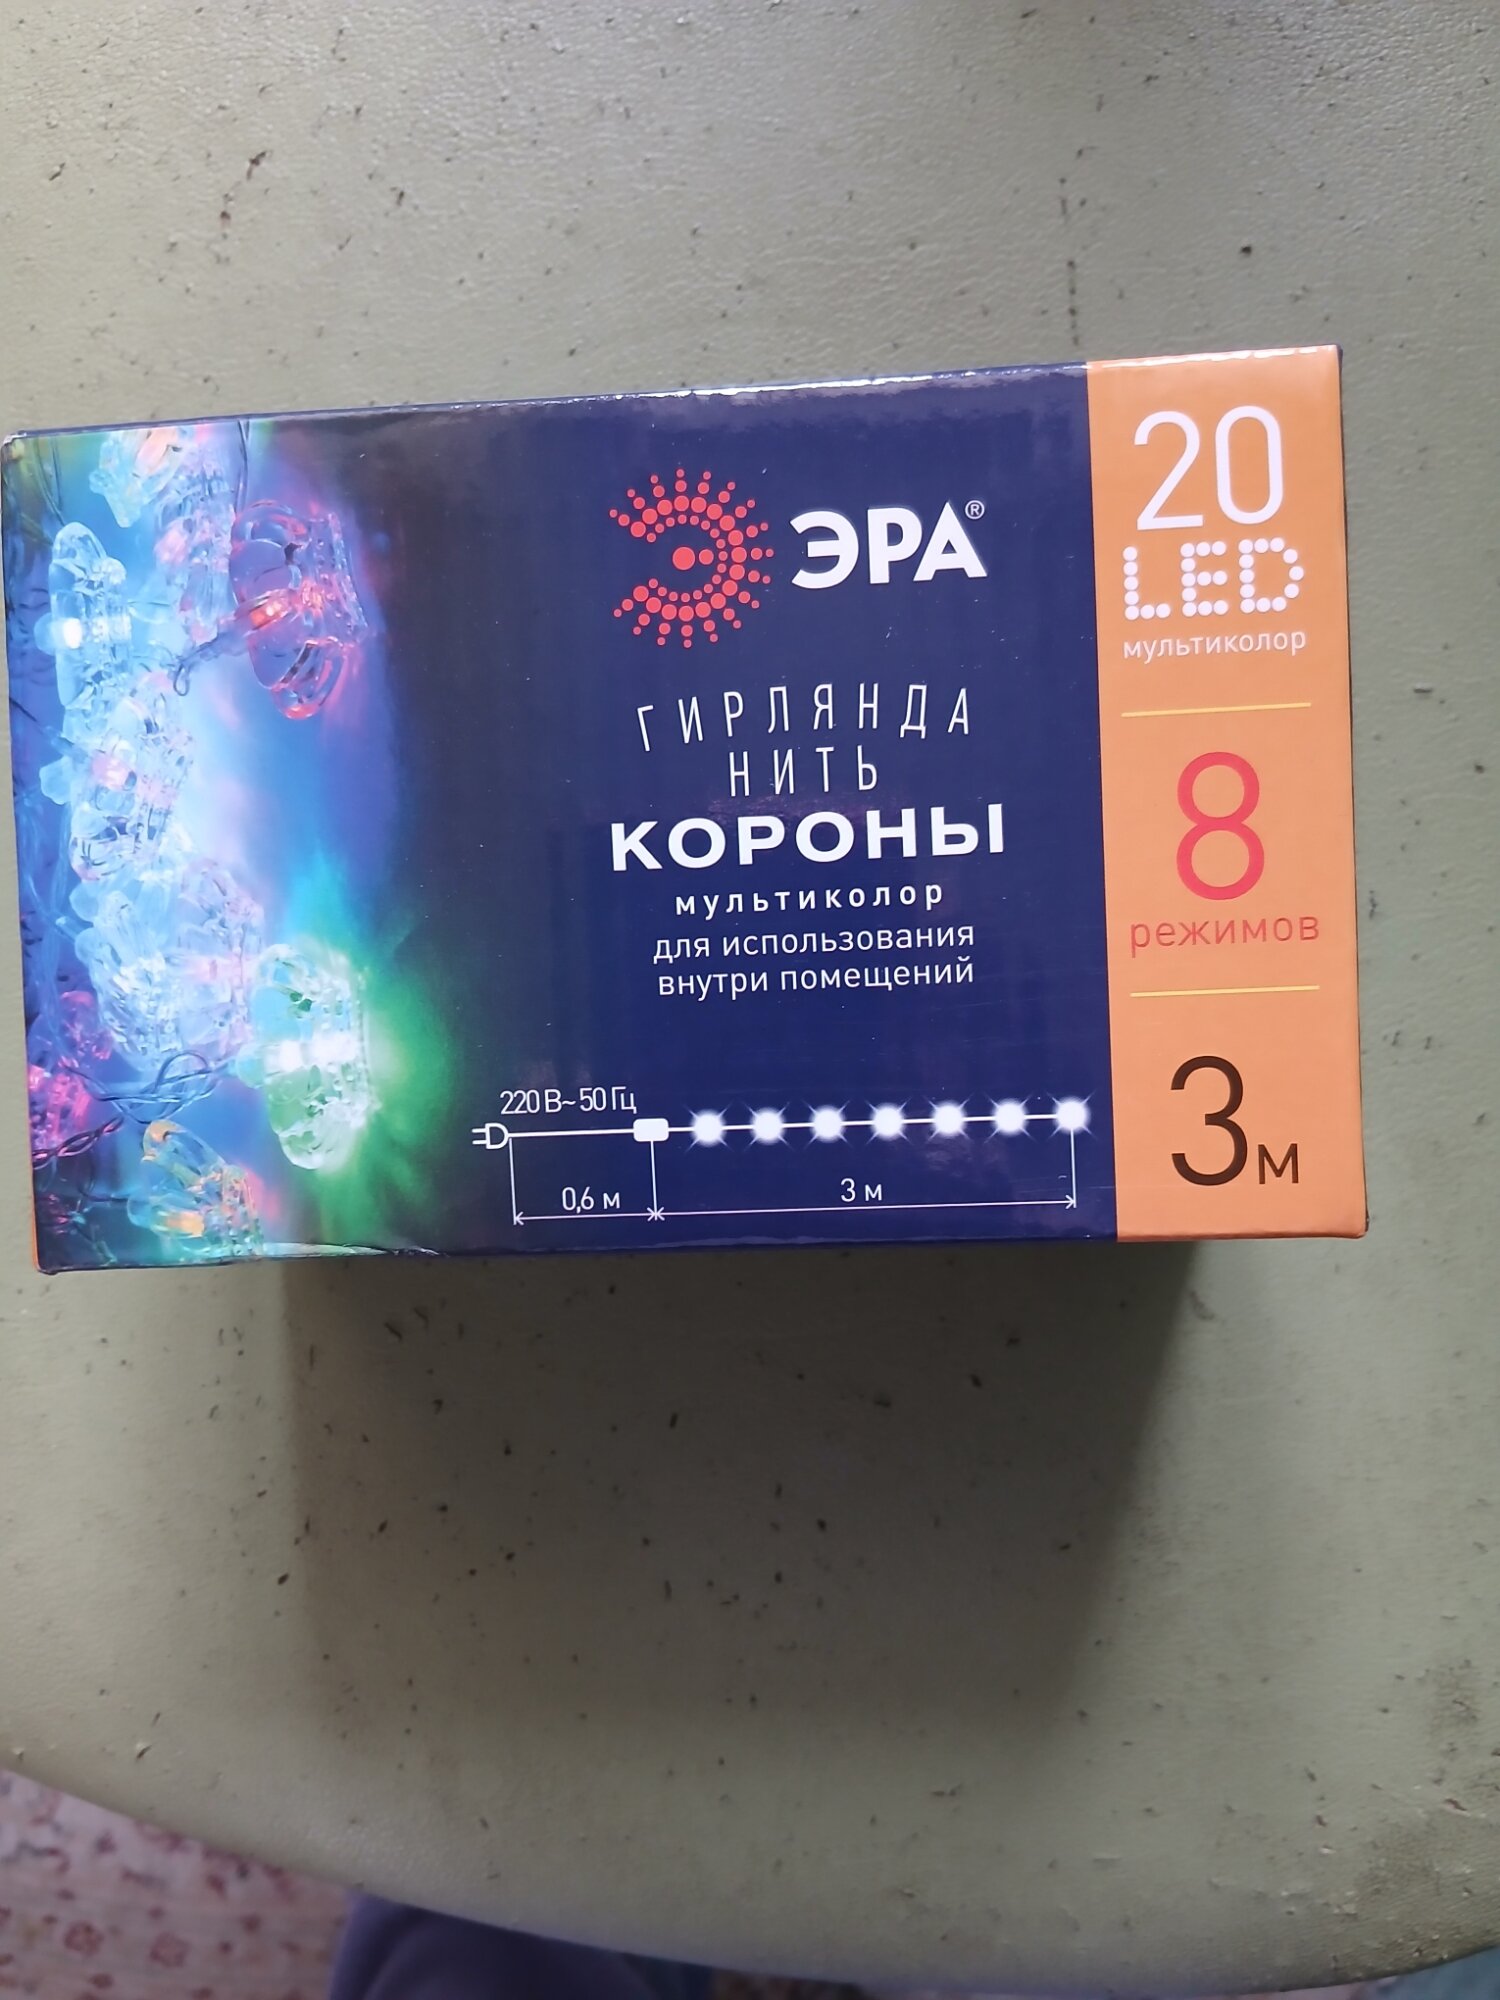 ЭРА®
ГИРЛЯНДА
НИТЬ
КОРОНЫ
мультиколор
для использования
внутри помещений
220 В~ 50 Гц
0,6 м
3 м
20
LED
мультиколор
8
режимов
3м